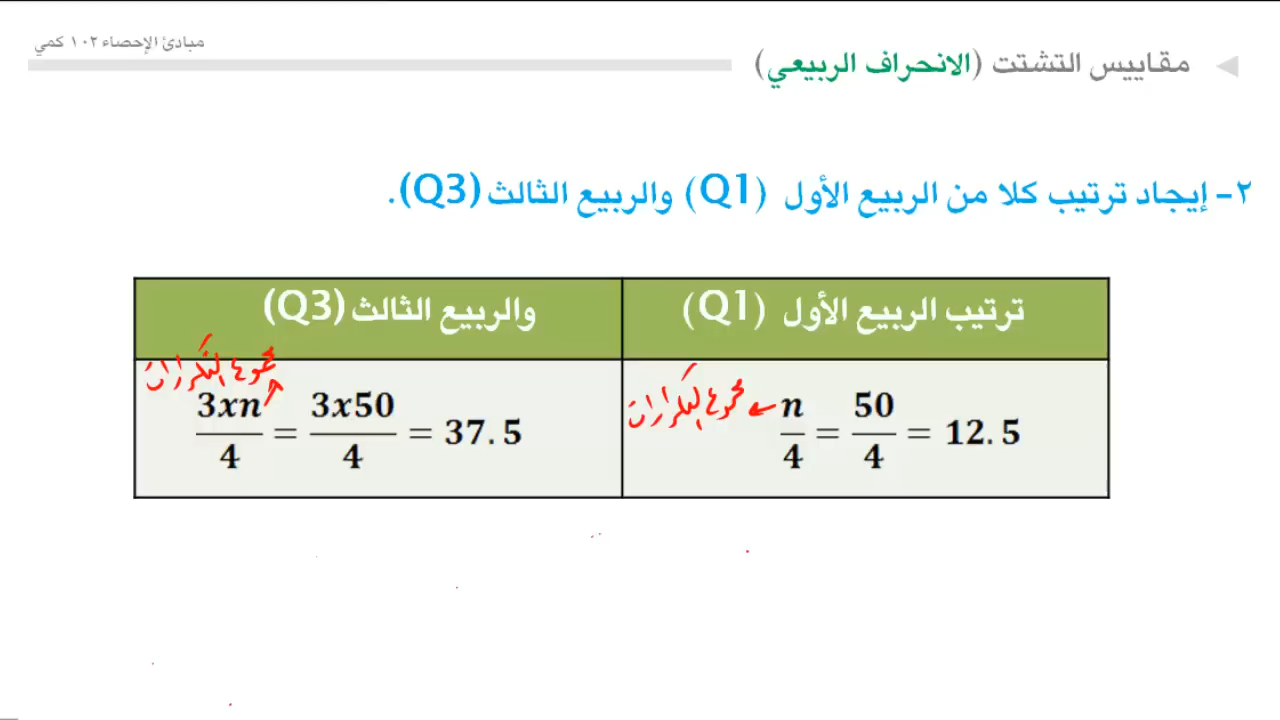 مبادئ الإحصاء ١٠٢ كمي
مقاييس التشتت (الانحراف الربيعي)
٢- إيجاد ترتيب كلا من الربيع الأول (Q1) والربيع الثالث (Q3).
ترتيب الربيع الأول (Q1)
والربيع الثالث (Q3)
n/4 = 50/4 = 12.5
مجموع التكرارات
3xn/4 = 3x50/4 = 37.5
مجموع التكرارات